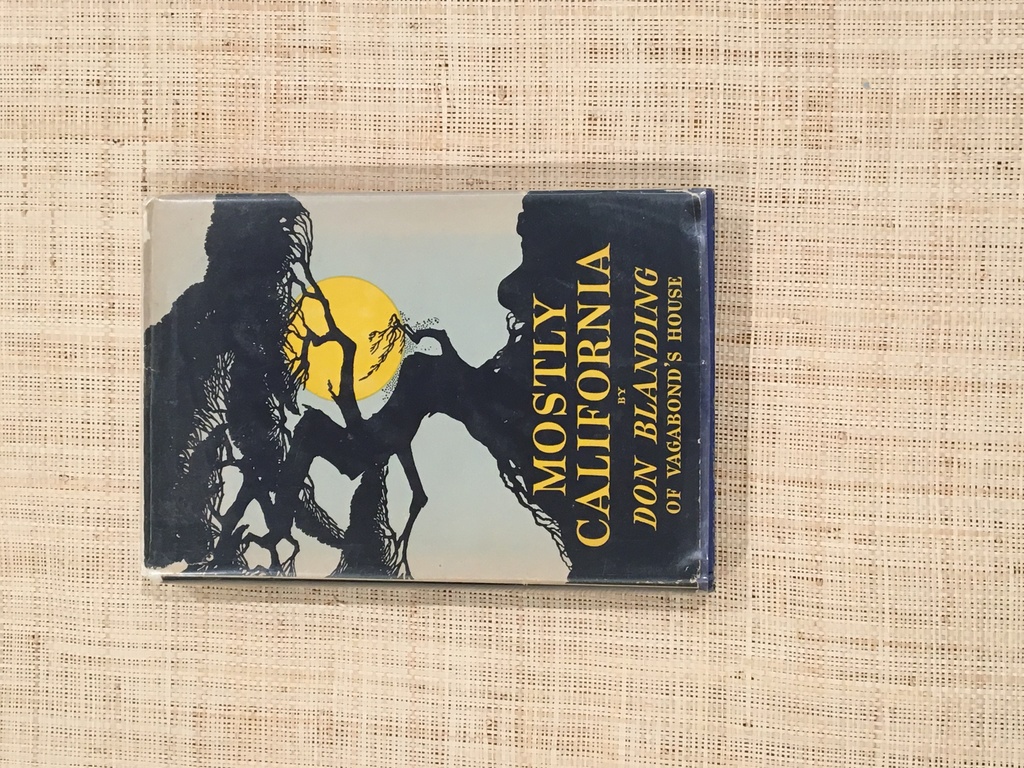 MOSTLY
CALIFORNIA
BY
DON BLANDING
OF VAGABOND'S HOUSE